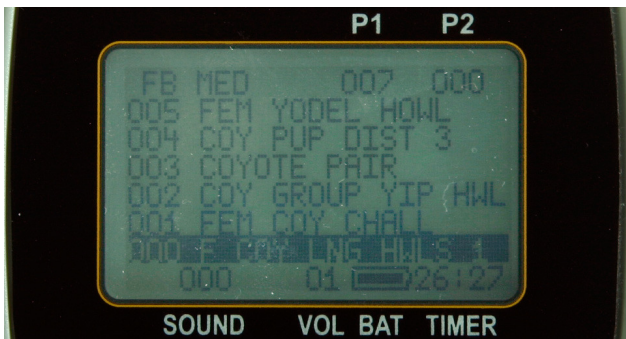 P1 P2
FB MED 007 000
005 FEM YODEL HOWL
004 COY PUP DIST 3
003 COYOTE PAIR
002 COY GROUP YIP HWL
001 FEM COY CHALL
000 F COY LNG HWLS 1
000 01 26:27
SOUND VOL BAT TIMER